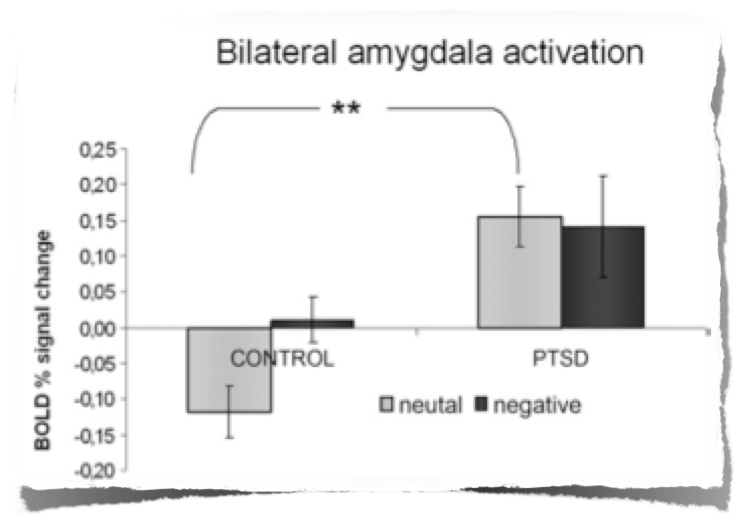 Bilateral amygdala activation
**
0,25
0,20
0,15
0,10
0,05
0,00
-0,05
-0,10
-0,15
-0,20
BOLD % signal change
CONTROL
PTSD
neutal
negative